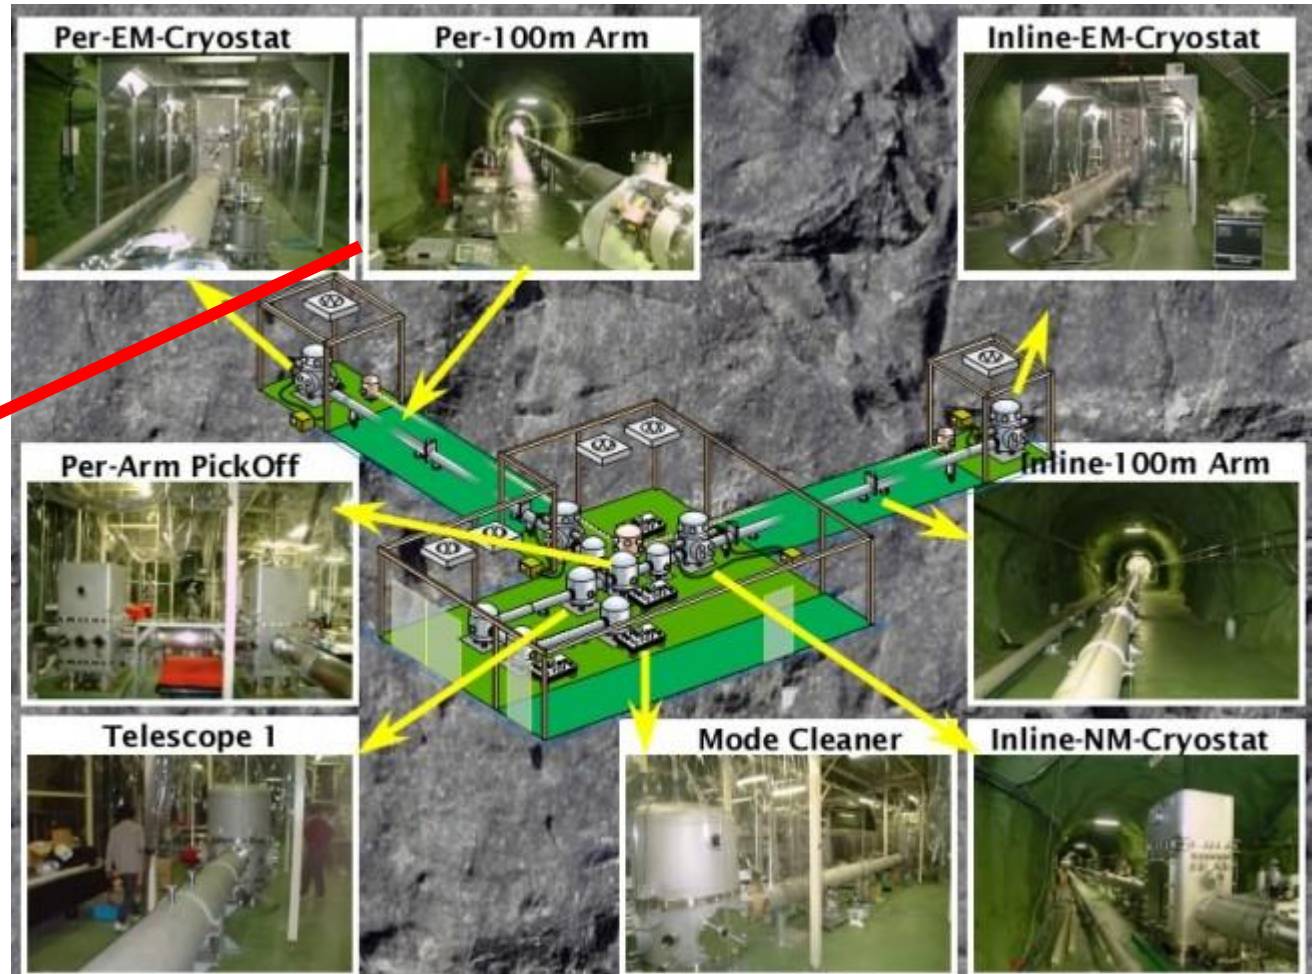 Per-EM-Cryostat
Per-100m Arm
Inline-EM-Cryostat
Per-Arm PickOff
Inline-100m Arm
Telescope 1
Mode Cleaner
Inline-NM-Cryostat